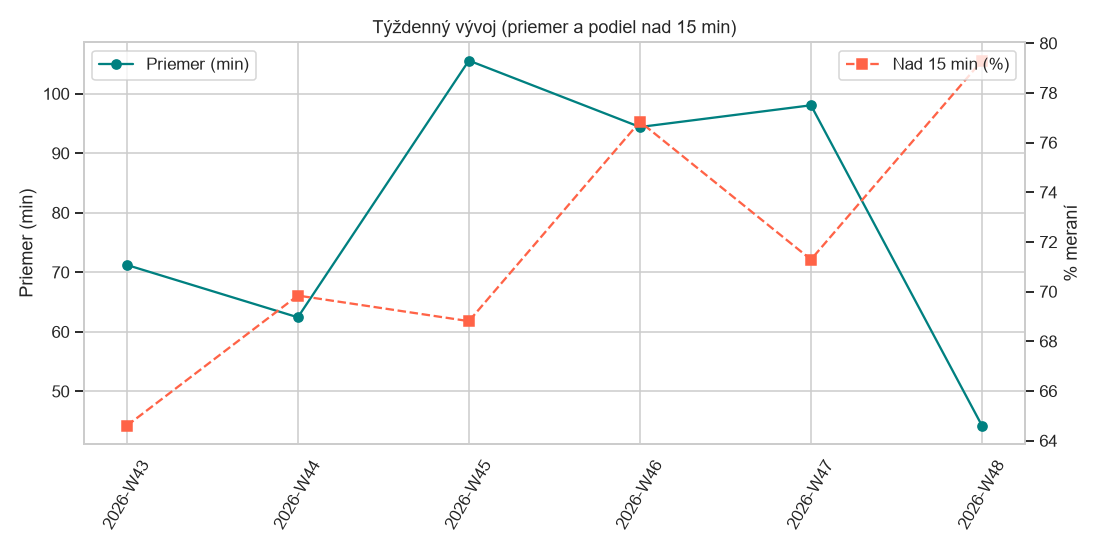 Týždenný vývoj (priemer a podiel nad 15 min)
Priemer (min)
Nad 15 min (%)
Priemer (min)
100
90
80
70
60
50
% meraní
80
78
76
74
72
70
68
66
64
2026-W43
2026-W44
2026-W45
2026-W46
2026-W47
2026-W48